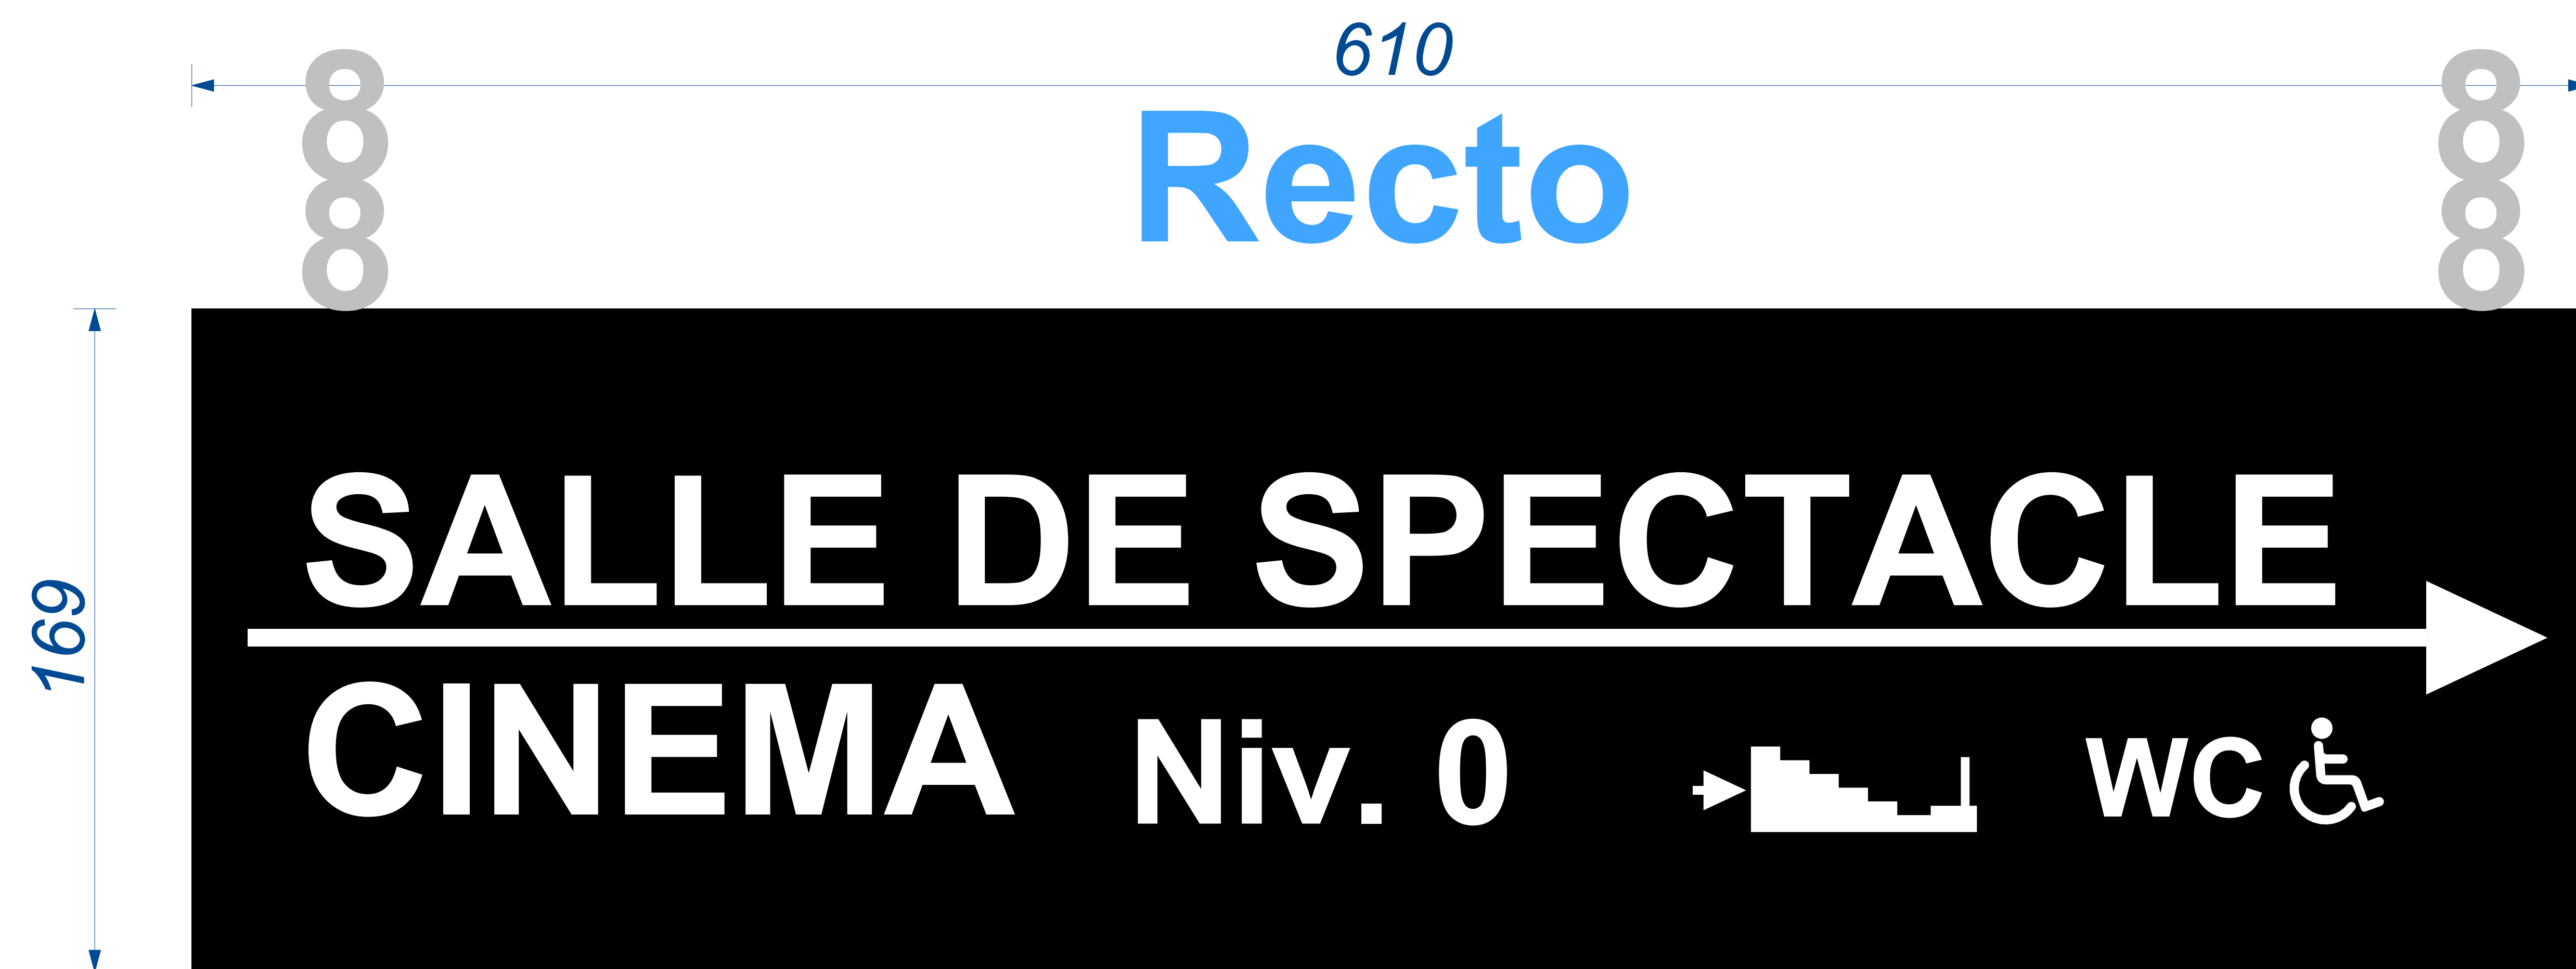 610
Recto
169
SALLE DE SPECTACLE
CINEMA Niv. 0 WC